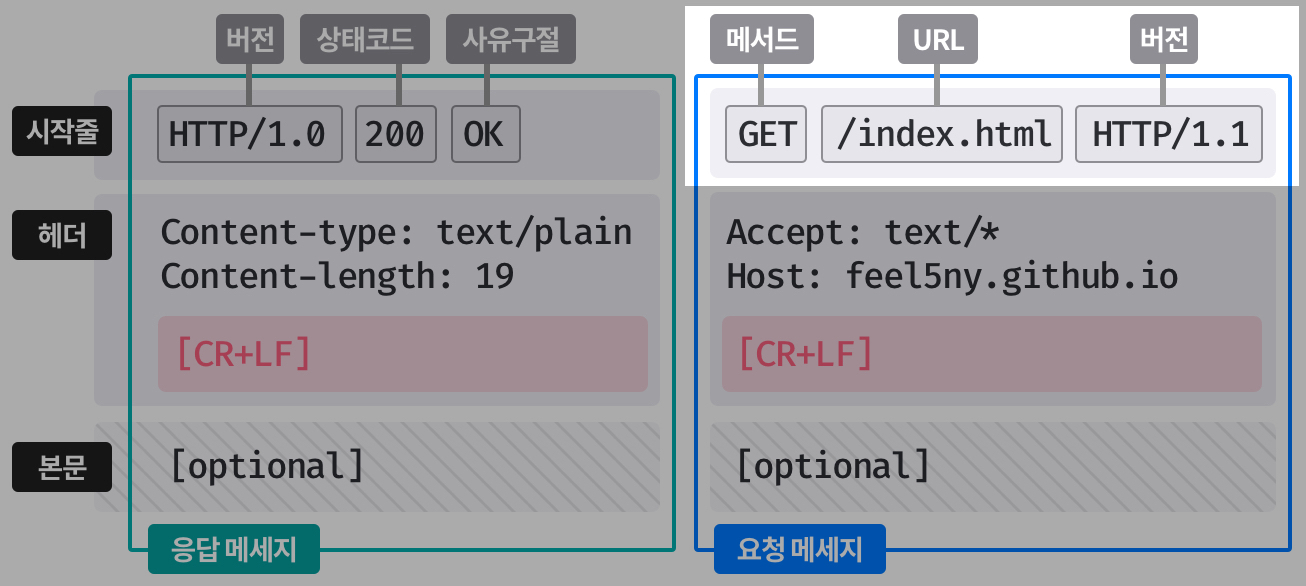 버전 상태코드 사유구절
시작줄
HTTP/1.0 200 OK
헤더
Content-type: text/plain
Content-length: 19
[CR+LF]
본문
[optional]
응답 메세지
메서드 URL 버전
GET /index.html HTTP/1.1
Accept: text/*
Host: feel5ny.github.io
[CR+LF]
[optional]
요청 메세지